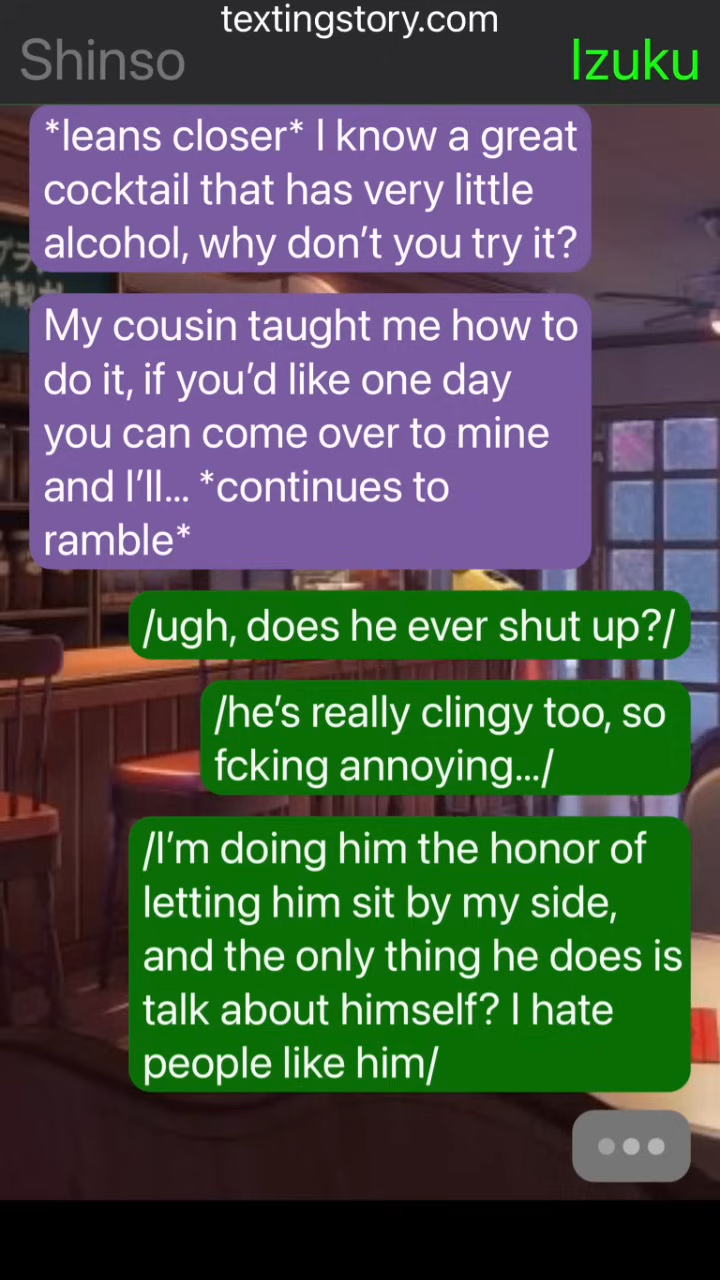 textingstory.com
Shinso
Izuku
*leans closer* I know a great
cocktail that has very little
alcohol, why don’t you try it?
My cousin taught me how to
do it, if you’d like one day
you can come over to mine
and I’ll... *continues to
ramble*
/ugh, does he ever shut up?/
/he’s really clingy too, so
fcking annoying.../
/I’m doing him the honor of
letting him sit by my side,
and the only thing he does is
talk about himself? I hate
people like him/